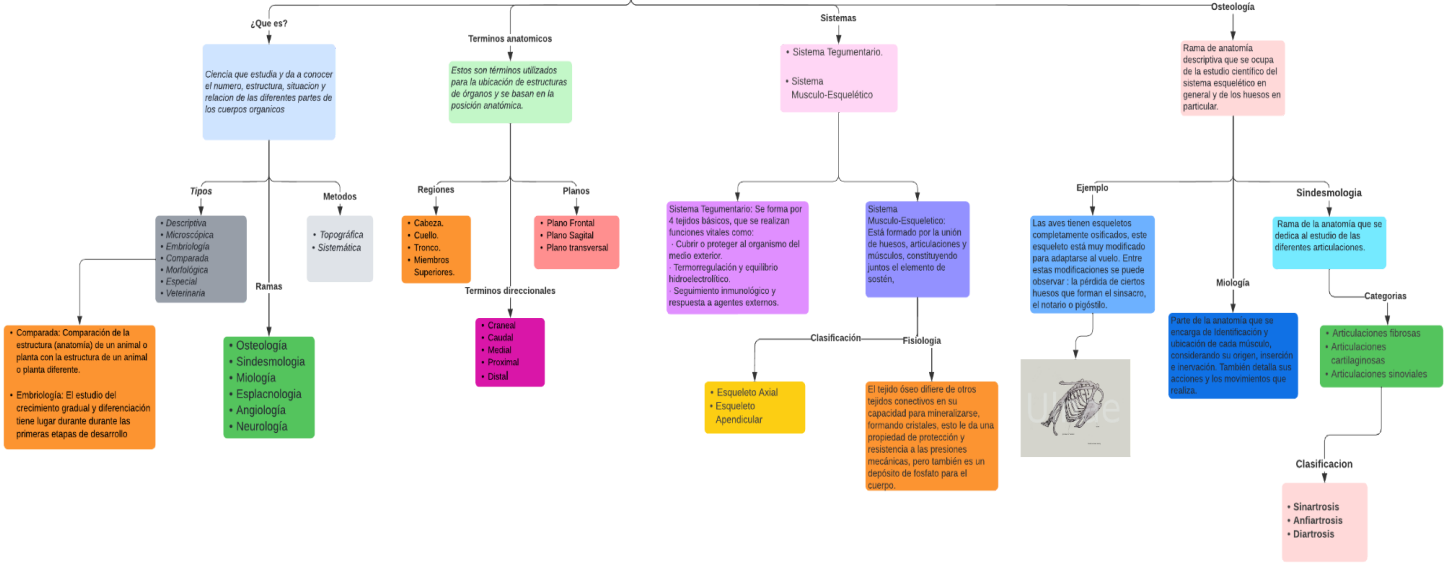 ¿Que es?
Ciencia que estudia y da a conocer
el numero, estructura, situacion y
relacion de las diferentes partes de
los cuerpos organicos
Tipos
• Descriptiva
• Microscópica
• Embriología
• Comparada
• Morfológica
• Especial
• Veterinaria
Metodos
• Topográfica
• Sistemática
Ramas
• Comparada: Comparación de la
estructura (anatomía) de un animal o
planta con la estructura de un animal
o planta diferente.
• Embriología: El estudio del
crecimiento gradual y diferenciación
tiene lugar durante durante las
primeras etapas de desarrollo
• Osteología
• Sindesmologia
• Miología
• Esplacnologia
• Angiología
• Neurología
Terminos anatomicos
Estos son términos utilizados
para la ubicación de estructuras
de órganos y se basan en la
posición anatómica.
Regiones
• Cabeza.
• Cuello.
• Tronco.
• Miembros
Superiores.
Planos
• Plano Frontal
• Plano Sagital
• Plano transversal
Terminos direccionales
• Craneal
• Caudal
• Medial
• Proximal
• Distal
Sistemas
• Sistema Tegumentario.
• Sistema
Musculo-Esquelético
Sistema Tegumentario: Se forma por
4 tejidos básicos, que se realizan
funciones vitales como:
· Cubrir o proteger al organismo del
medio exterior.
· Termorregulación y equilibrio
hidroelectrolítico.
· Seguimiento inmunológico y
respuesta a agentes externos.
Sistema
Musculo-Esqueletico:
Está formado por la unión
de huesos, articulaciones y
músculos, constituyendo
juntos el elemento de
sostén,
Clasificación
• Esqueleto Axial
• Esqueleto
Apendicular
Fisiología
El tejido óseo difiere de otros
tejidos conectivos en su
capacidad para mineralizarse,
formando cristales, esto le da una
propiedad de protección y
resistencia a las presiones
mecánicas, pero también es un
depósito de fosfato para el
cuerpo.
Osteología
Rama de anatomía
descriptiva que se ocupa
de la estudio científico del
sistema esquelético en
general y de los huesos en
particular.
Ejemplo
Las aves tienen esqueletos
completamente osificados, este
esqueleto está muy modificado
para adaptarse al vuelo. Entre
estas modificaciones se puede
observar : la pérdida de ciertos
huesos que forman el sinsacro,
el notario o pigóstilo.
Miología
Parte de la anatomía que se
encarga de Identificación y
ubicación de cada músculo,
considerando su origen, inserción
e inervación. También detalla sus
acciones y los movimientos que
realiza.
Sindesmologia
Rama de la anatomía que se
dedica al estudio de las
diferentes articulaciones.
Categorias
• Articulaciones fibrosas
• Articulaciones
cartilaginosas
• Articulaciones sinoviales
Clasificacion
• Sinartrosis
• Anfiartrosis
• Diartrosis